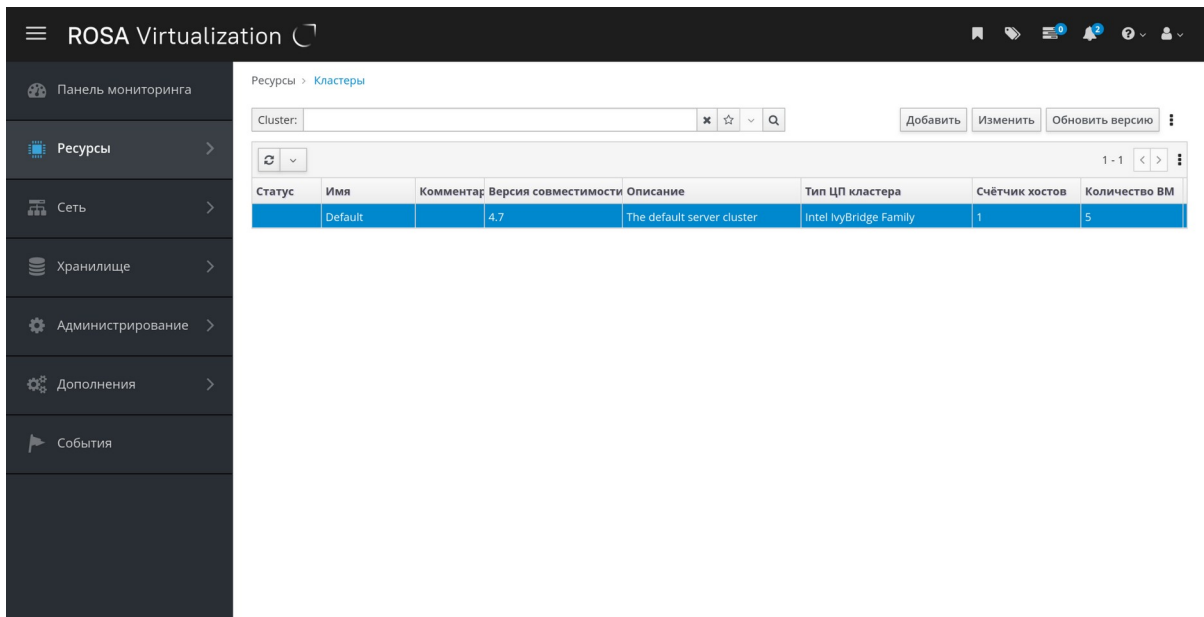 ROSA Virtualization
0
2
Панель мониторинга
Ресурсы
Сеть
Хранилище
Администрирование
Дополнения
События
Ресурсы > Кластеры
Cluster:
Добавить Изменить Обновить версию
1 - 1
Статус Имя Комментар Версия совместимости Описание Тип ЦП кластера Счётчик хостов Количество ВМ
Default 4.7 The default server cluster Intel IvyBridge Family 1 5